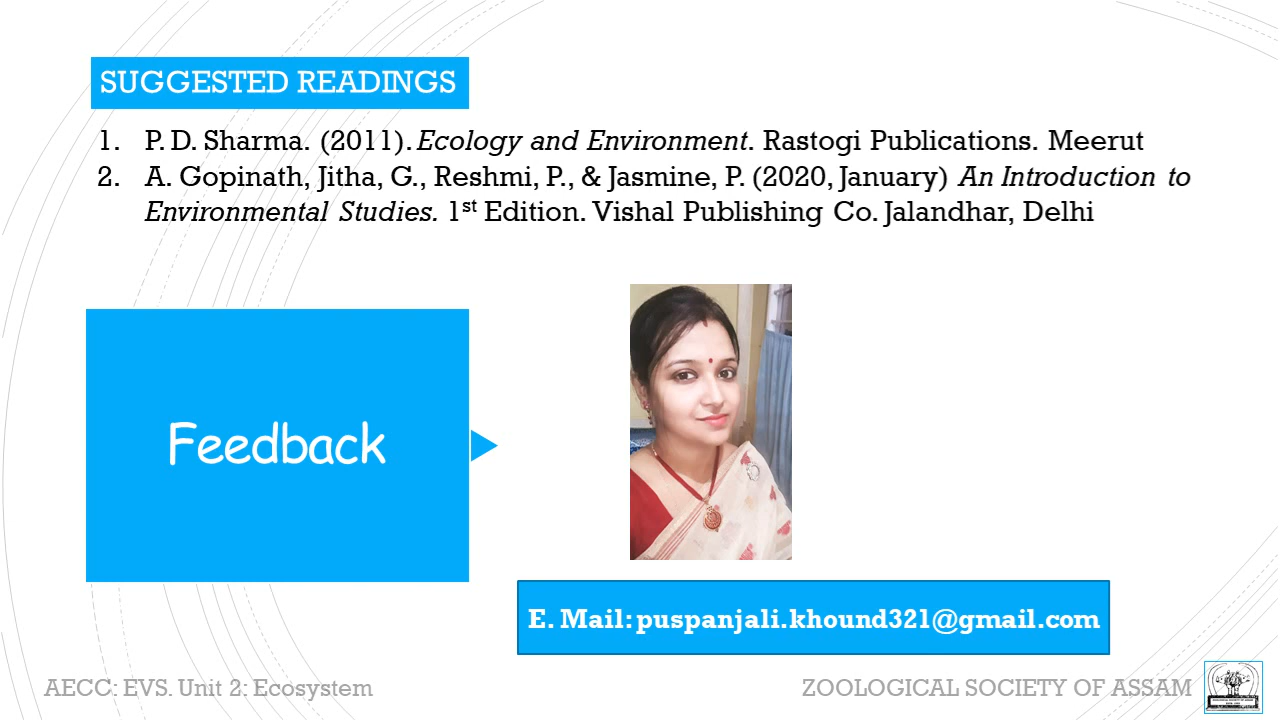 SUGGESTED READINGS
1. P. D. Sharma. (2011). Ecology and Environment. Rastogi Publications. Meerut
2. A. Gopinath, Jitha, G., Reshmi, P., & Jasmine, P. (2020, January) An Introduction to
Environmental Studies. 1st Edition. Vishal Publishing Co. Jalandhar, Delhi
Feedback
E. Mail: puspanjali.khound321@gmail.com
AECC: EVS. Unit 2: Ecosystem
ZOOLOGICAL SOCIETY OF ASSAM